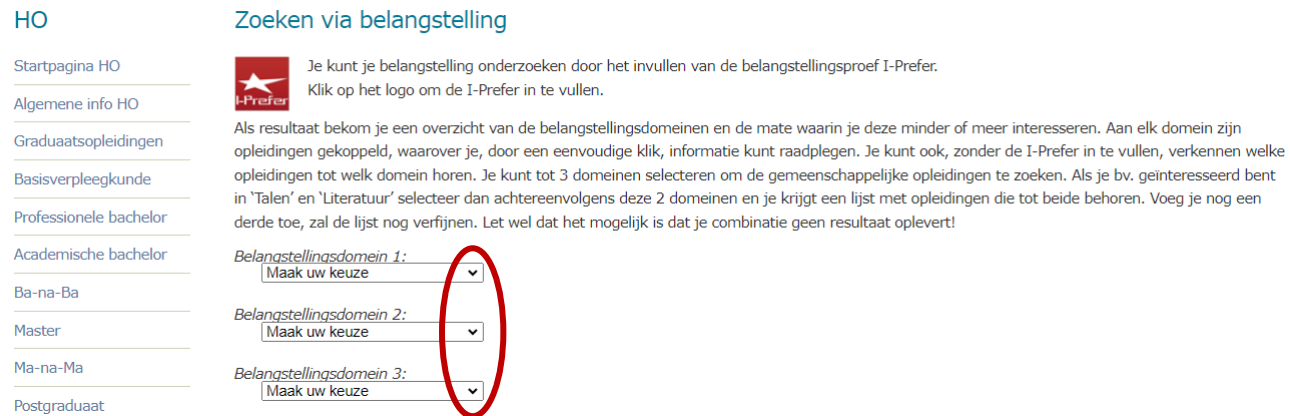 HO
Startpagina HO
Algemene info HO
Graduaatsopleidingen
Basisverpleegkunde
Professionele bachelor
Academische bachelor
Ba-na-Ba
Master
Ma-na-Ma
Postgraduaat
Zoeken via belangstelling
I-Prefer
Je kunt je belangstelling onderzoeken door het invullen van de belangstellingsproef I-Prefer.
Klik op het logo om de I-Prefer in te vullen.
Als resultaat bekom je een overzicht van de belangstellingsdomeinen en de mate waarin je deze minder of meer interesseren. Aan elk domein zijn
opleidingen gekoppeld, waarover je, door een eenvoudige klik, informatie kunt raadplegen. Je kunt ook, zonder de I-Prefer in te vullen, verkennen welke
opleidingen tot welk domein horen. Je kunt tot 3 domeinen selecteren om de gemeenschappelijke opleidingen te zoeken. Als je bv. geïnteresseerd bent
in ‘Talen’ en ‘Literatuur’ selecteer dan achtereenvolgens deze 2 domeinen en je krijgt een lijst met opleidingen die tot beide behoren. Voeg je nog een
derde toe, zal de lijst nog verfijnen. Let wel dat het mogelijk is dat je combinatie geen resultaat oplevert!
Belangstellingsdomein 1:
Maak uw keuze
Belangstellingsdomein 2:
Maak uw keuze
Belangstellingsdomein 3:
Maak uw keuze